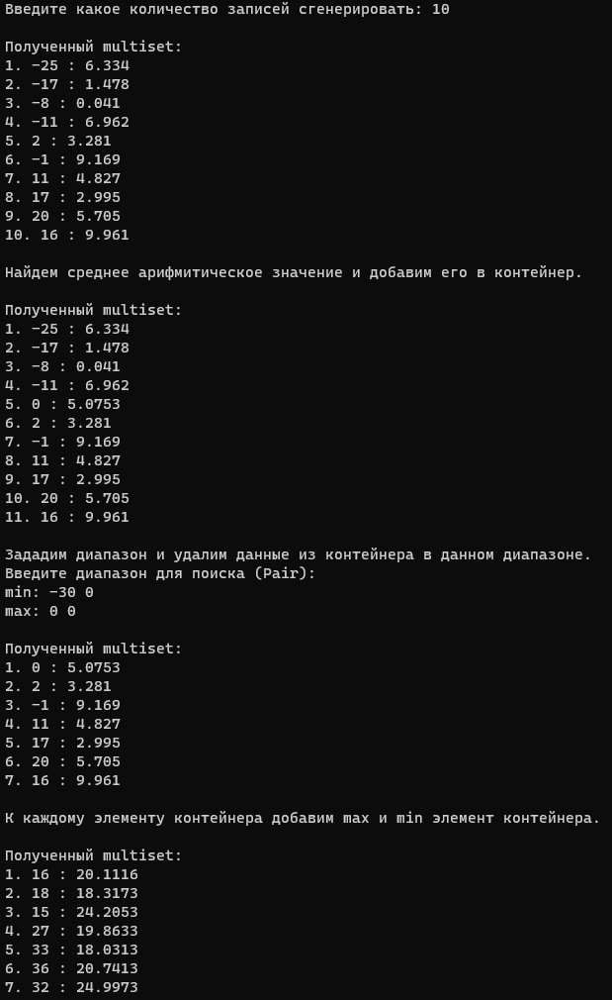 Введите какое количество записей сгенерировать: 10
Полученный multiset:
1. -25 : 6.334
2. -17 : 1.478
3. -8 : 0.041
4. -11 : 6.962
5. 2 : 3.281
6. -1 : 9.169
7. 11 : 4.827
8. 17 : 2.995
9. 20 : 5.705
10. 16 : 9.961
Найдем среднее арифмитическое значение и добавим его в контейнер.
Полученный multiset:
1. -25 : 6.334
2. -17 : 1.478
3. -8 : 0.041
4. -11 : 6.962
5. 0 : 5.0753
6. 2 : 3.281
7. -1 : 9.169
8. 11 : 4.827
9. 17 : 2.995
10. 20 : 5.705
11. 16 : 9.961
Зададим диапазон и удалим данные из контейнера в данном диапазоне.
Введите диапазон для поиска (Pair):
min: -30 0
max: 0 0
Полученный multiset:
1. 0 : 5.0753
2. 2 : 3.281
3. -1 : 9.169
4. 11 : 4.827
5. 17 : 2.995
6. 20 : 5.705
7. 16 : 9.961
К каждому элементу контейнера добавим max и min элемент контейнера.
Полученный multiset:
1. 16 : 20.1116
2. 18 : 18.3173
3. 15 : 24.2053
4. 27 : 19.8633
5. 33 : 18.0313
6. 36 : 20.7413
7. 32 : 24.9973